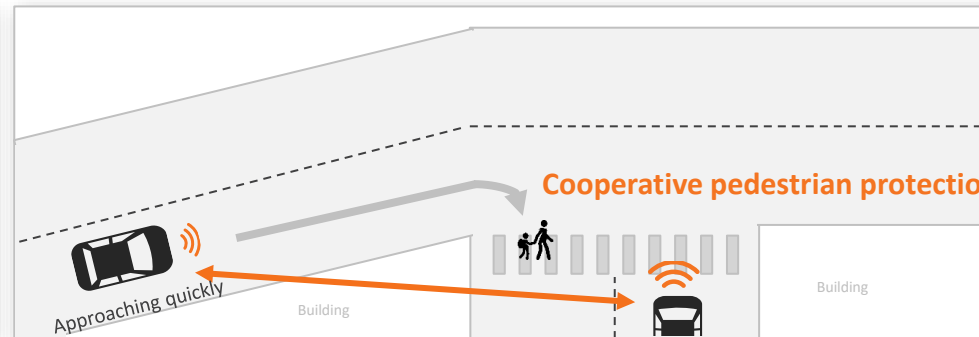 Cooperative pedestrian protectio
Approaching quickly
Building
Building